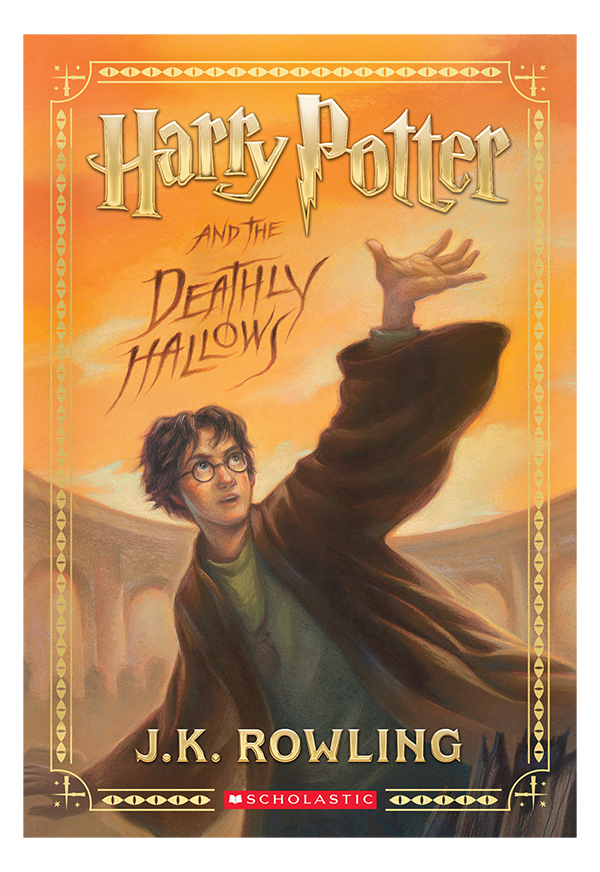 Harry Potter
AND THE
DEATHLY
HALLOWS
J.K. ROWLING
SCHOLASTIC